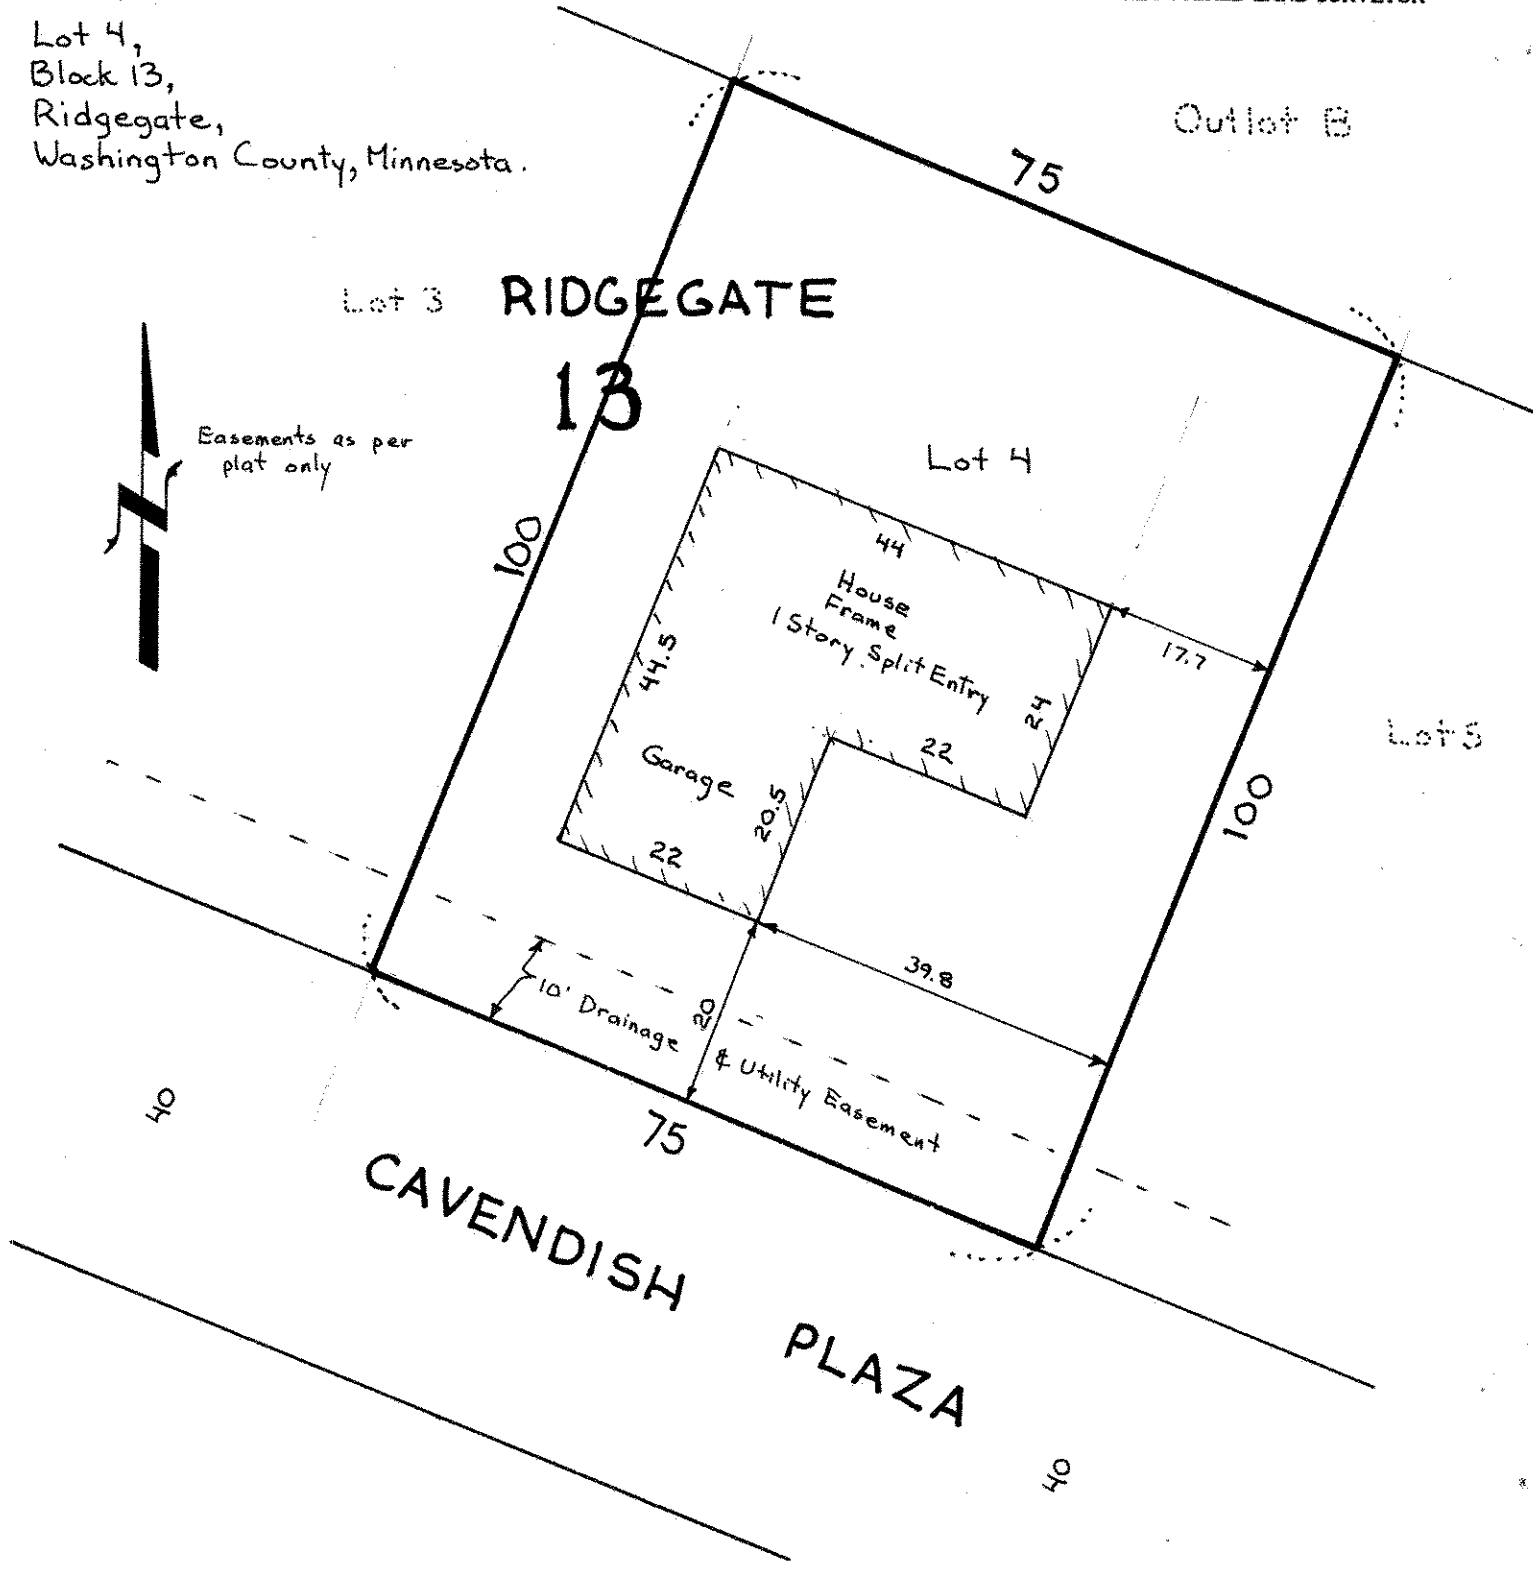 Lot 4,
Block 13,
Ridgegate,
Washington County, Minnesota.
Outlot B
75
Lot 3
RIDGEGATE
13
Easements as per
plat only
Lot 4
100
44
House
Frame
1 Story Split Entry
44.5
17.7
24
22
Lot 5
Garage
20.5
100
22
39.8
10' Drainage
& Utility Easement
20
40
75
CAVENDISH PLAZA
40